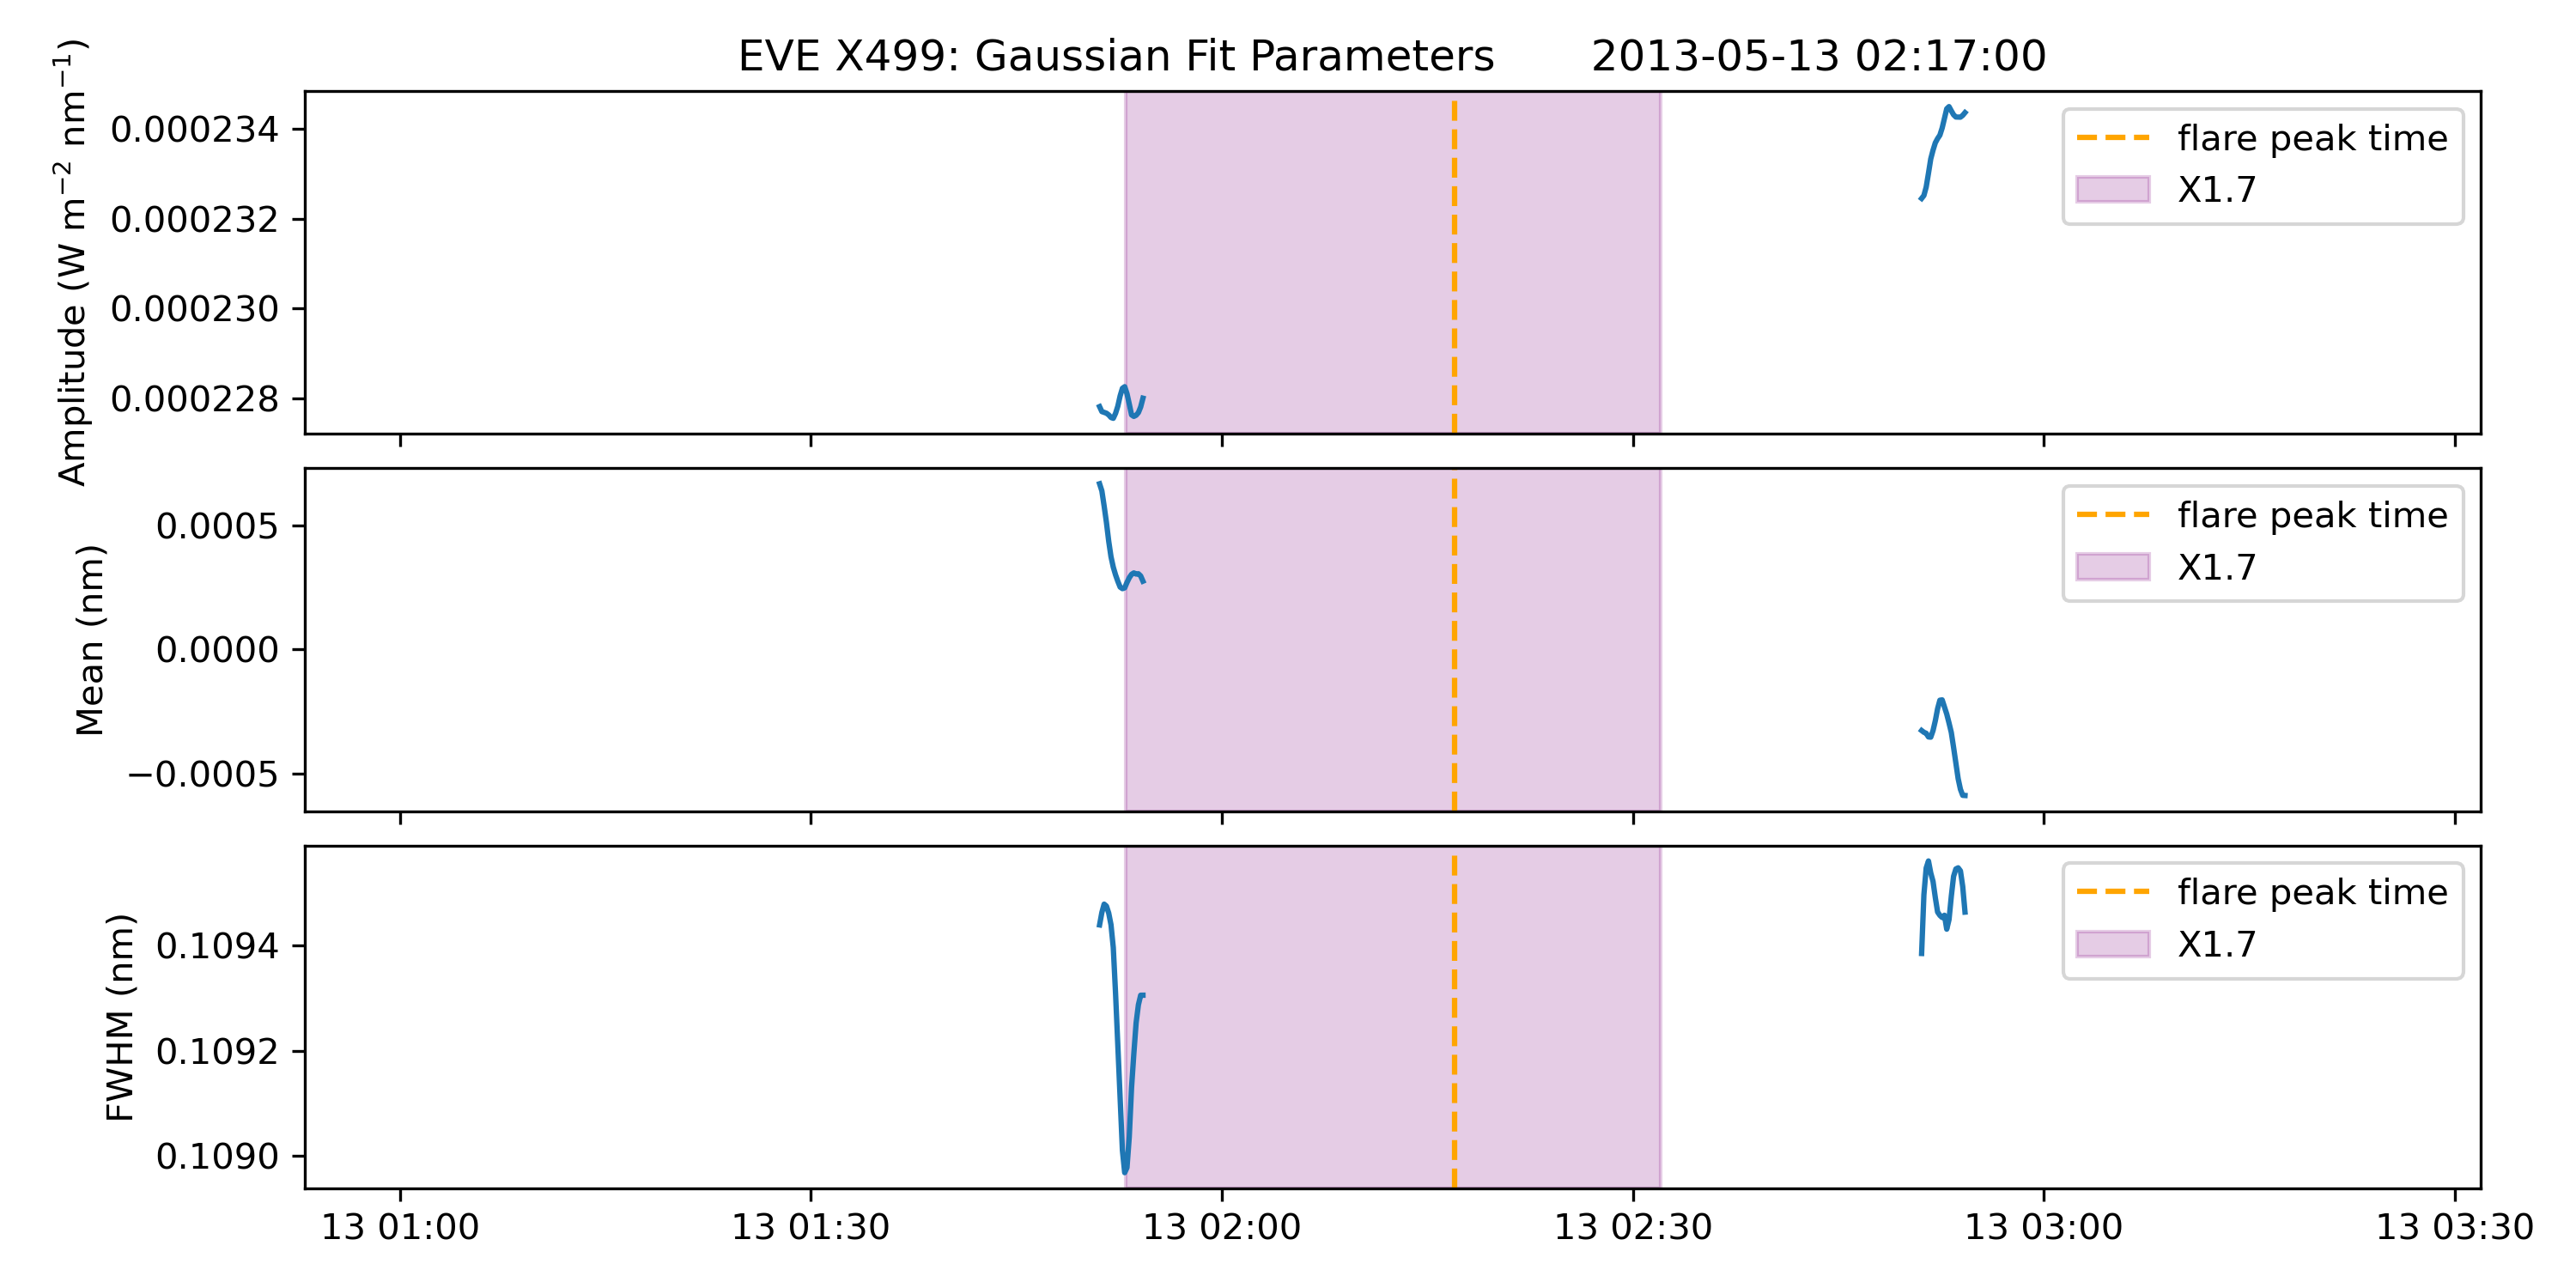 EVE X499: Gaussian Fit Parameters 2013-05-13 02:17:00
Amplitude (W m⁻² nm⁻¹)
0.000234
0.000232
0.000230
0.000228
flare peak time
X1.7
Mean (nm)
0.0005
0.0000
−0.0005
flare peak time
X1.7
FWHM (nm)
0.1094
0.1092
0.1090
flare peak time
X1.7
13 01:00 13 01:30 13 02:00 13 02:30 13 03:00 13 03:30